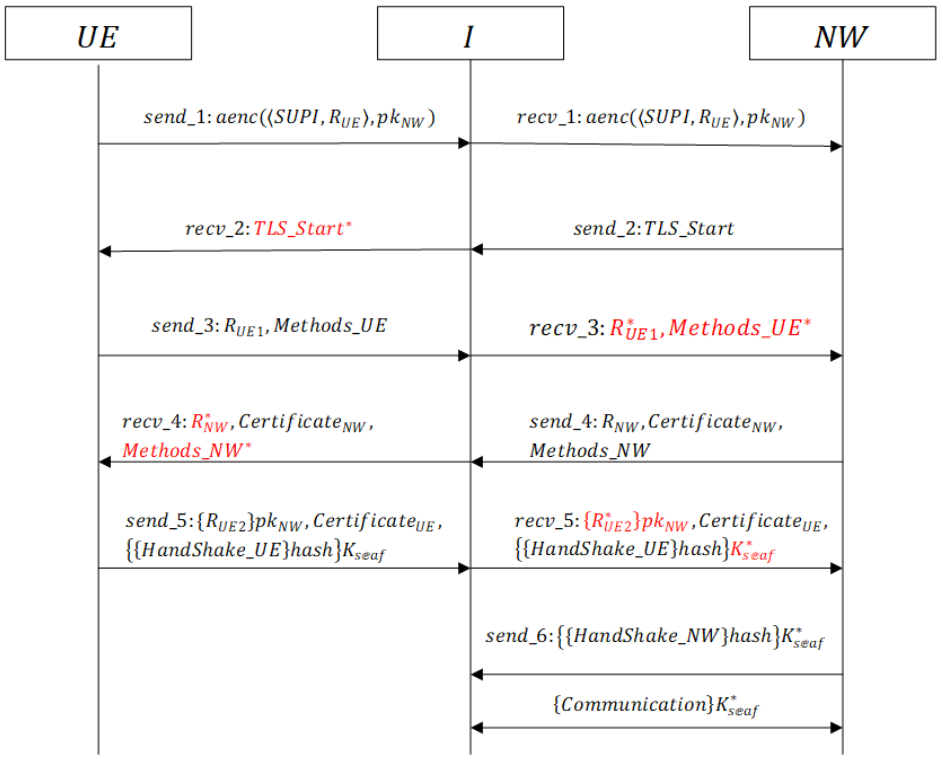 UE I NW
send_1: aenc(⟨SUPI, R_UE⟩, pk_NW) recv_1: aenc(⟨SUPI, R_UE⟩, pk_NW)
recv_2: TLS_Start* send_2: TLS_Start
send_3: R_UE1, Methods_UE recv_3: R*_UE1, Methods_UE*
recv_4: R*_NW, Certificate_NW,
Methods_NW*
send_4: R_NW, Certificate_NW,
Methods_NW
send_5: {R_UE2}pk_NW, Certificate_UE,
{{HandShake_UE}hash}K_seaf
recv_5: {R*_UE2}pk_NW, Certificate_UE,
{{HandShake_UE}hash}K*_seaf
send_6: {{HandShake_NW}hash}K*_seaf
{Communication}K*_seaf